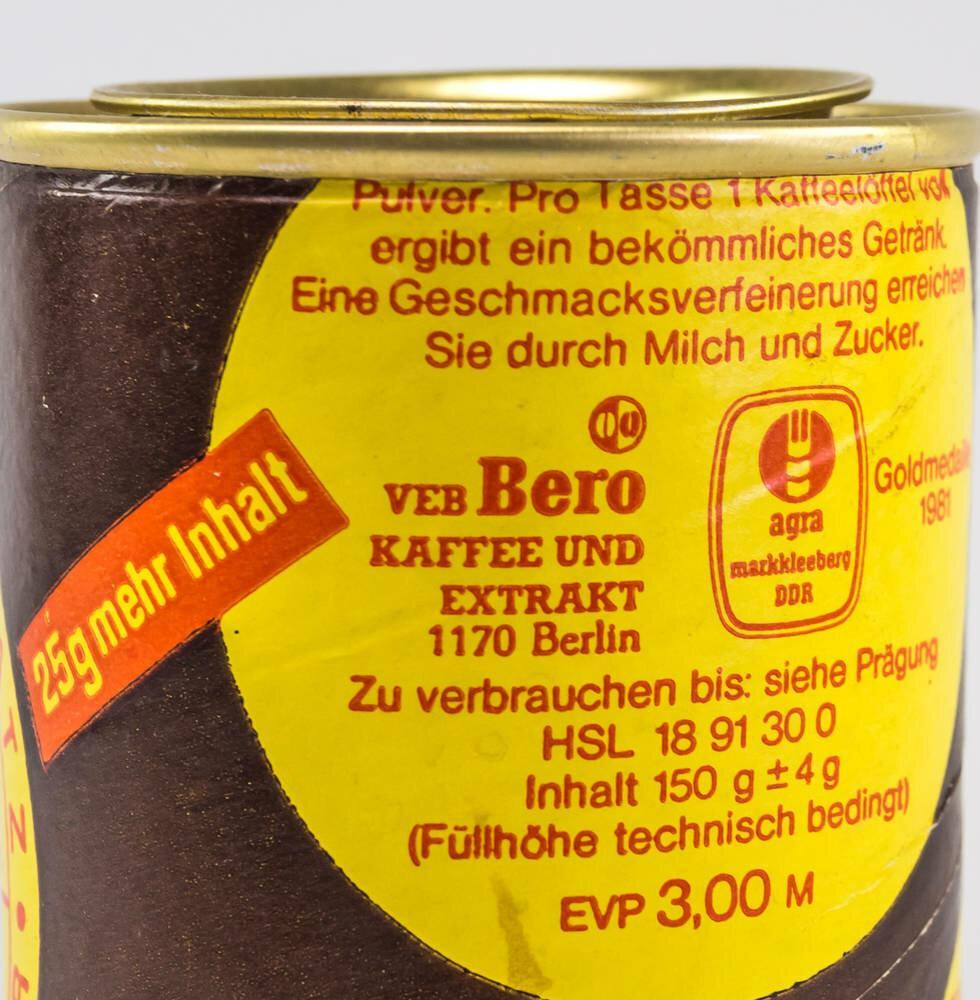 Pulver. Pro Tasse 1 Kaffeelöffel voll
ergibt ein bekömmliches Getränk.
Eine Geschmacksverfeinerung erreichen
Sie durch Milch und Zucker.
25g mehr Inhalt
VEB Bero
KAFFEE UND
EXTRAKT
1170 Berlin
agra
markkleeberg
DDR
Goldmedaille
1981
Zu verbrauchen bis: siehe Prägung
HSL 18 91 30 0
Inhalt 150 g ± 4 g
(Füllhöhe technisch bedingt)
EVP 3,00 M